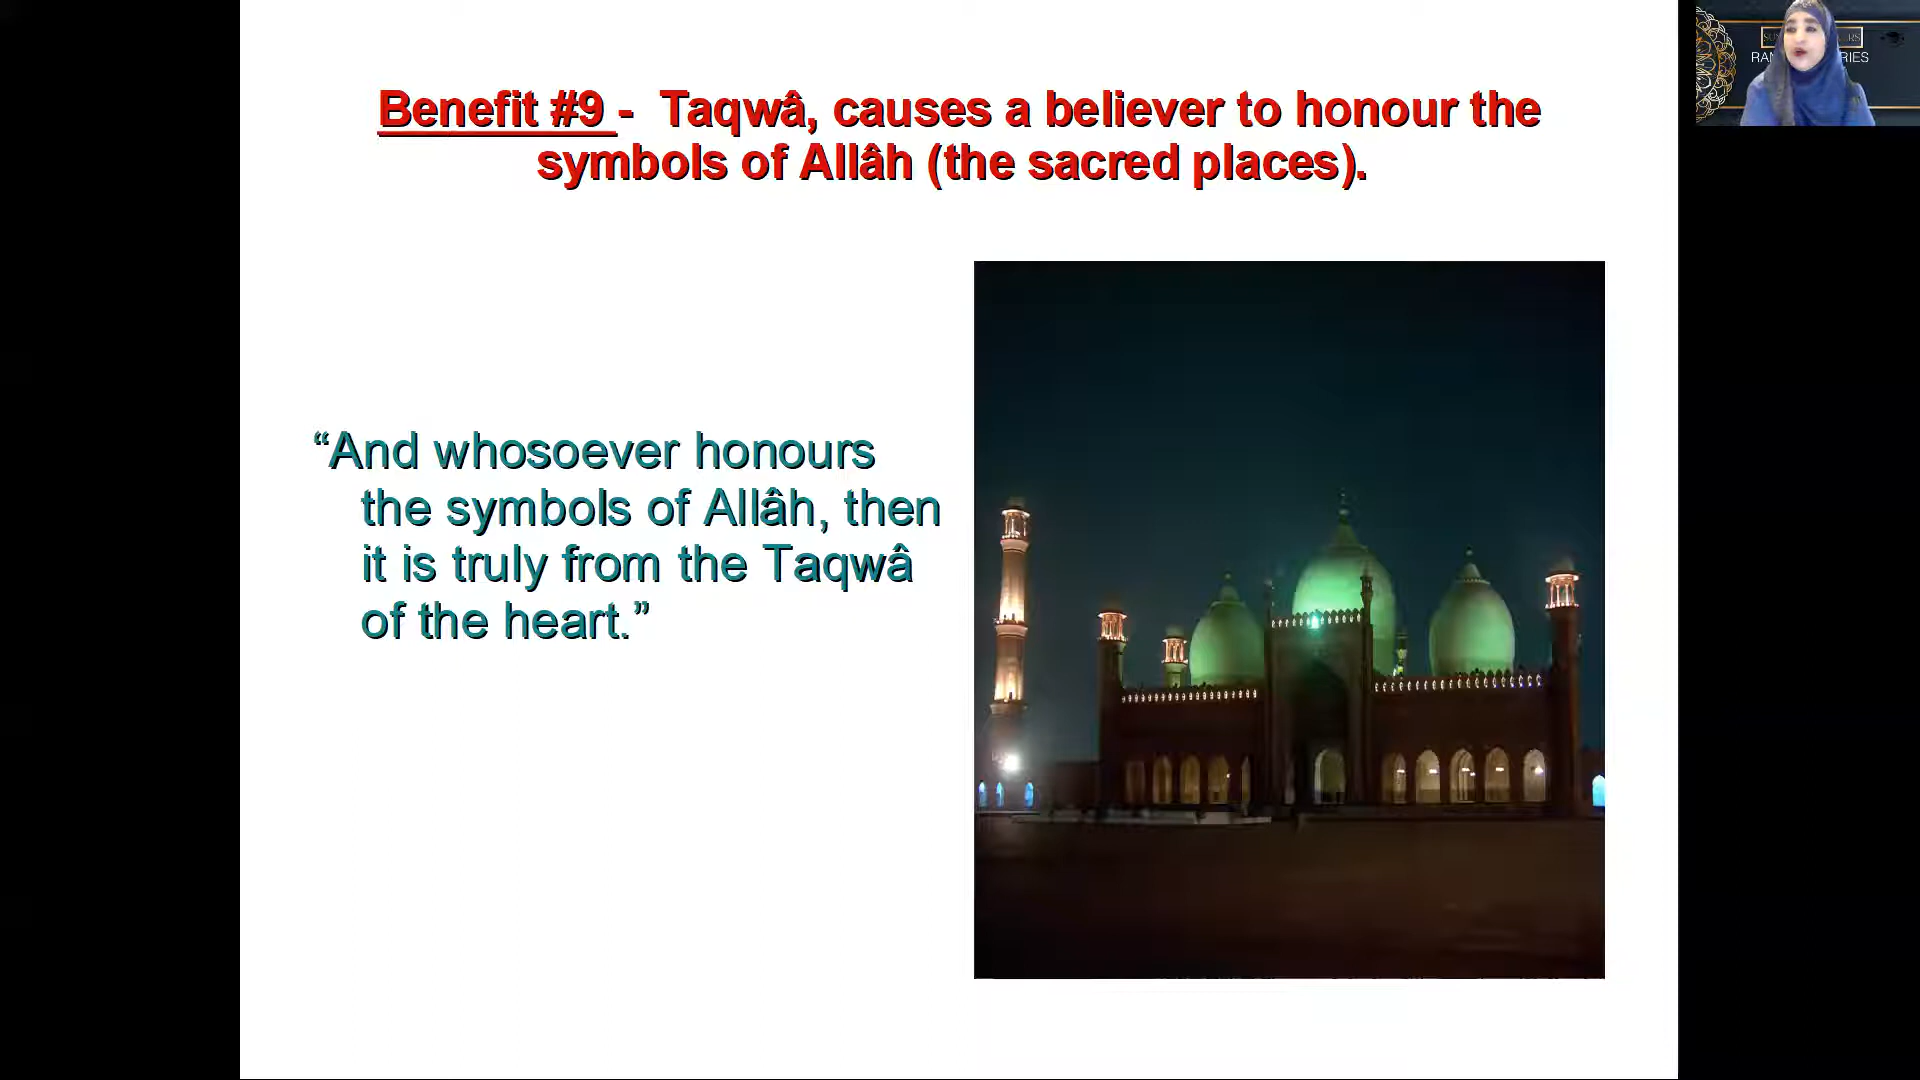 Benefit #9 - Taqwâ, causes a believer to honour the
symbols of Allâh (the sacred places).
“And whosoever honours
the symbols of Allâh, then
it is truly from the Taqwâ
of the heart.”